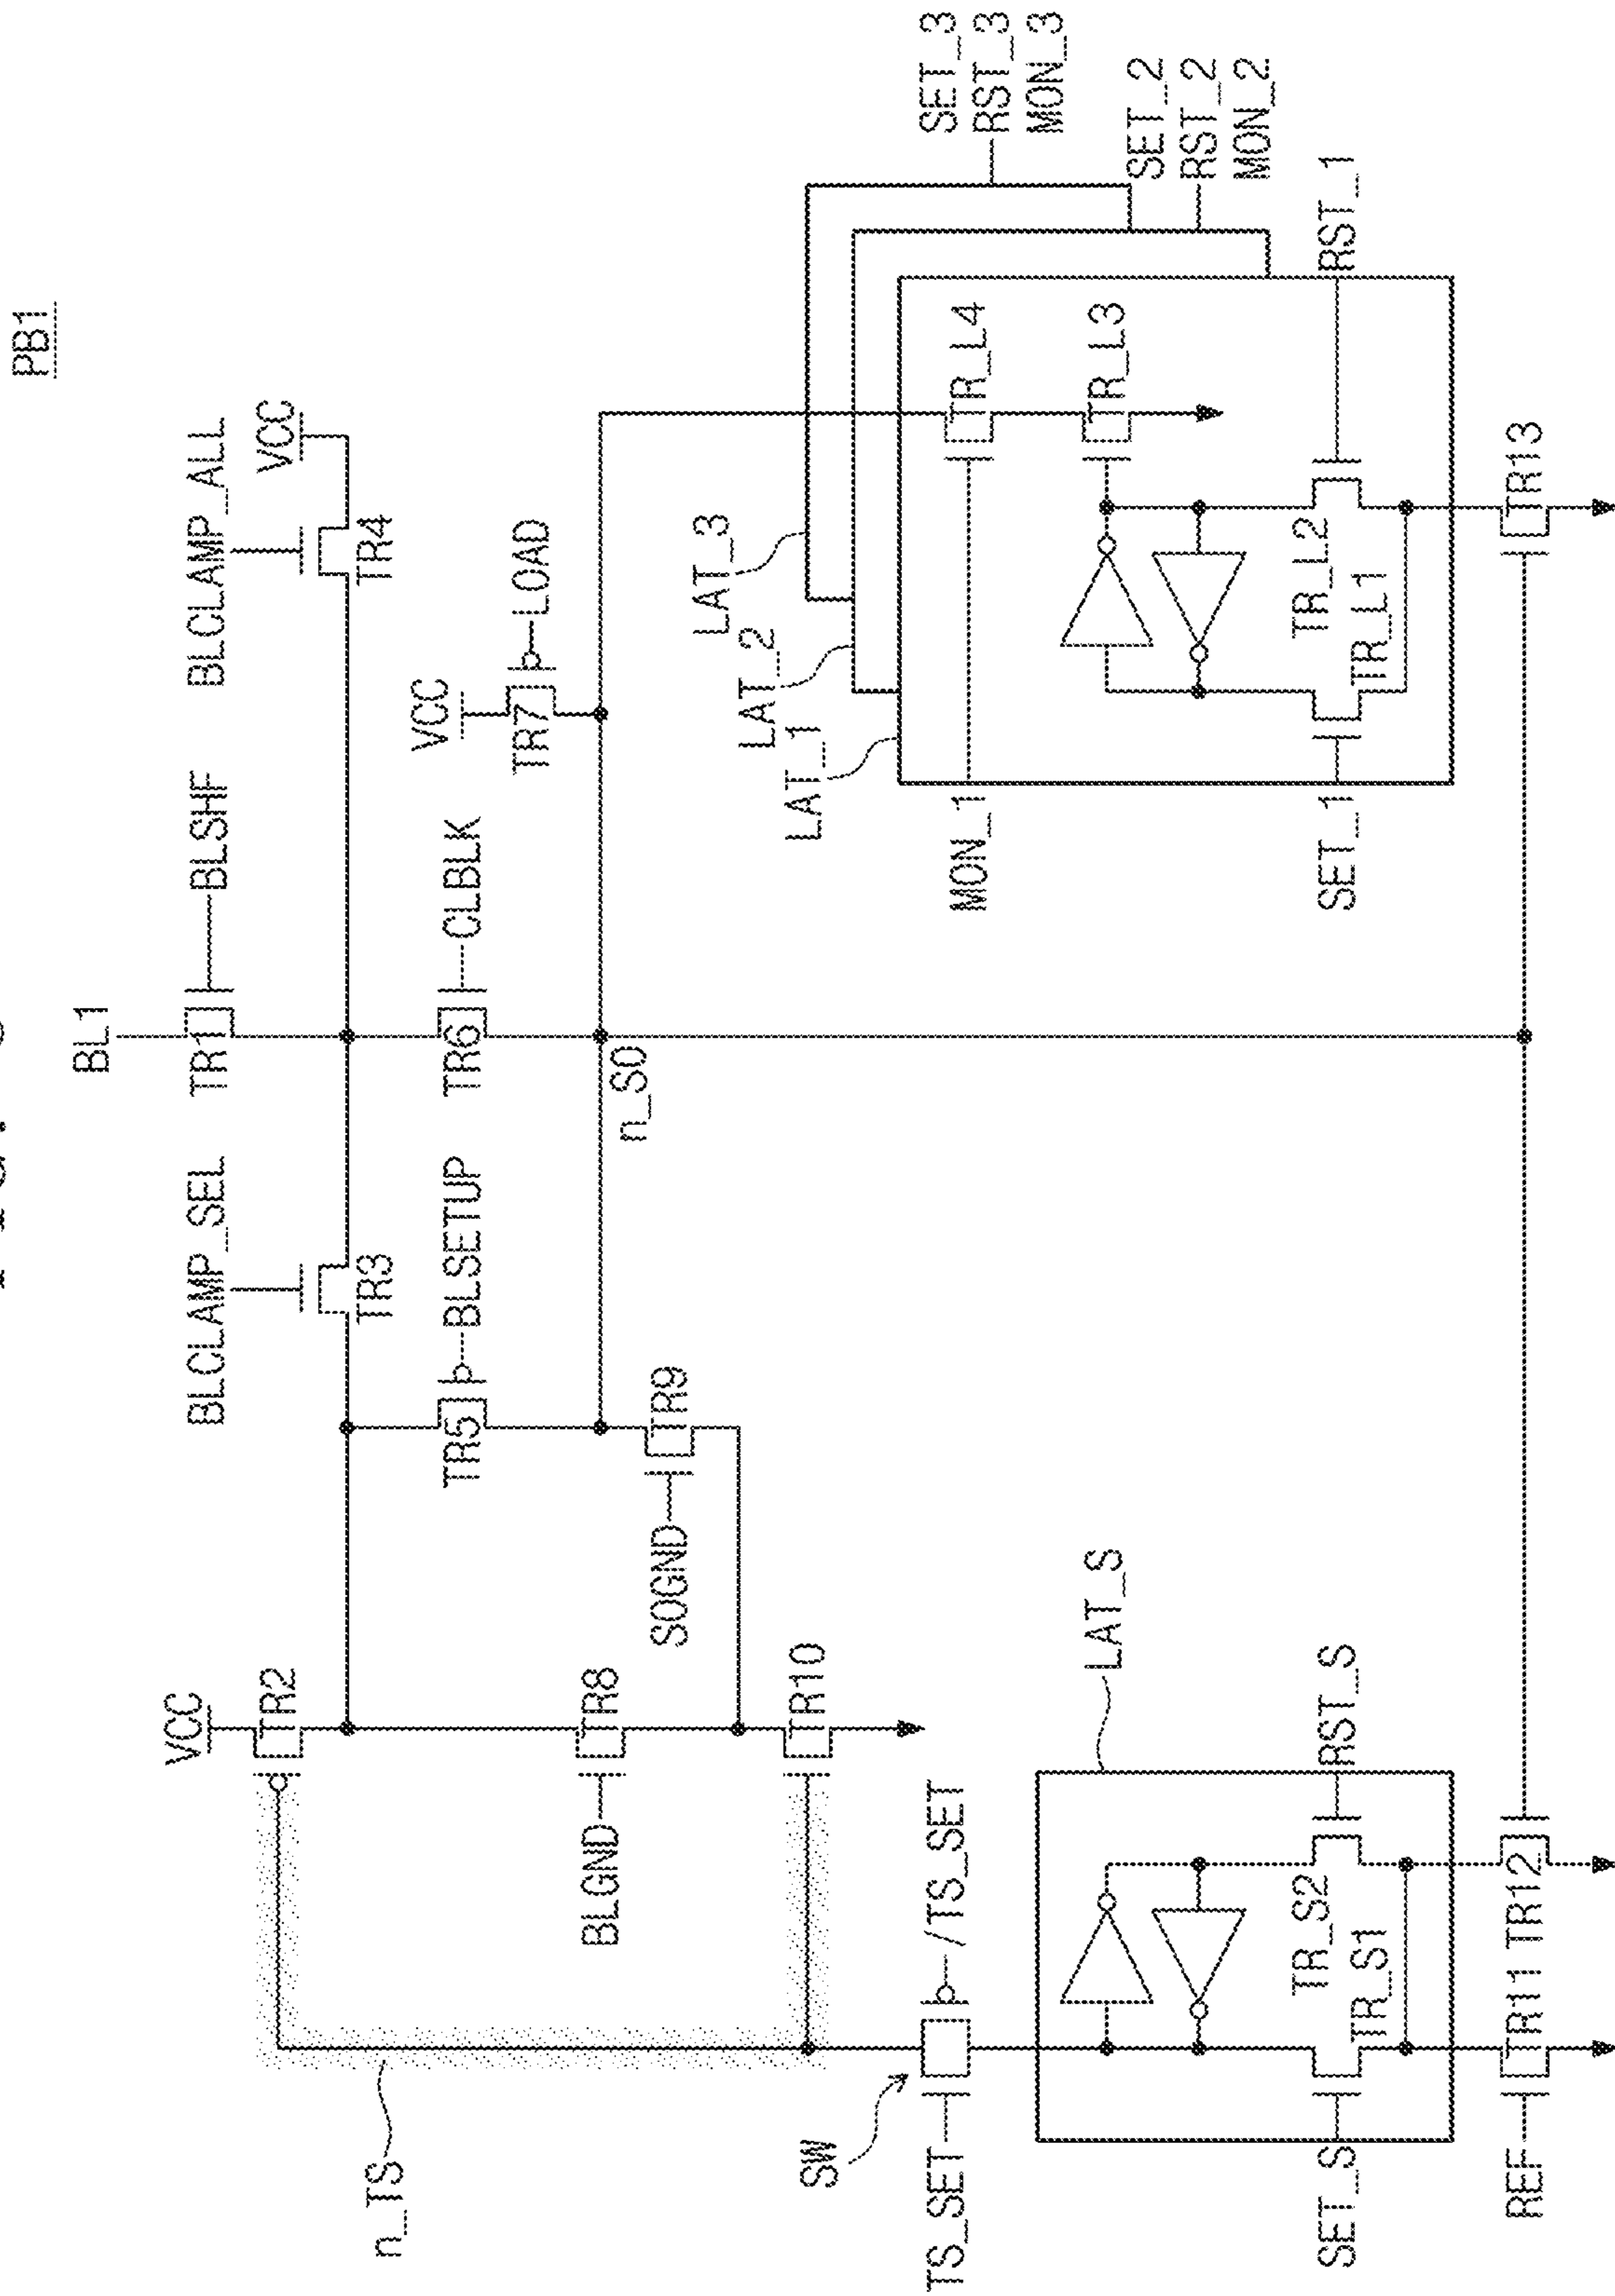 PB1
BL1
BLCLAMP_SEL
BLSHF
BLCLAMP_ALL
VCC
VCC
TR2
TR3
TR1
TR4
BLSETUP
TR5
TR6
CLBLK
VCC
TR7
LOAD
n_TS
BLGND
TR8
SOGND
TR9
n_SO
TR10
LAT_3
LAT_2
LAT_1
SET_3
RST_3
MON_3
SET_2
RST_2
MON_2
SW
TS_SET
/TS_SET
MON_1
TR_L4
TR_L3
LAT_S
TR_S2
TR_S1
SET_S
RST_S
TR_L2
TR_L1
SET_1
RST_1
REF
TR11
TR12
TR13